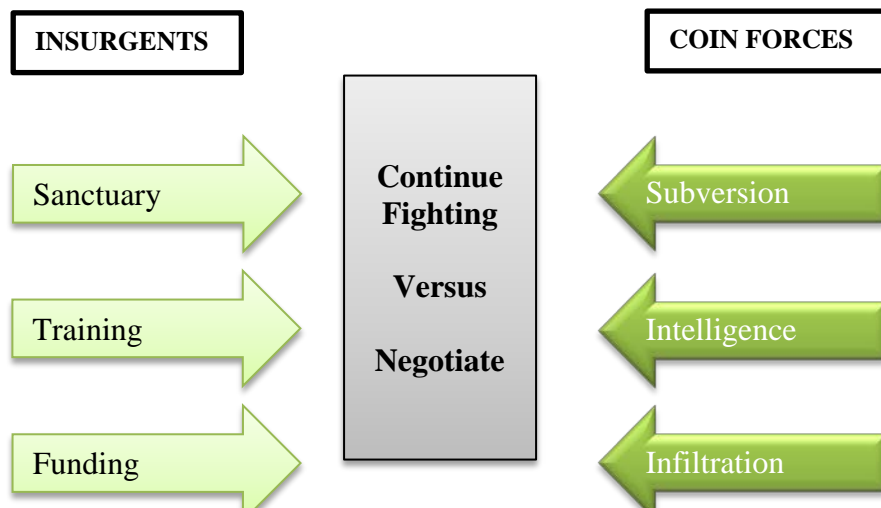 INSURGENTS
COIN FORCES
Sanctuary
Training
Funding
Continue
Fighting
Versus
Negotiate
Subversion
Intelligence
Infiltration